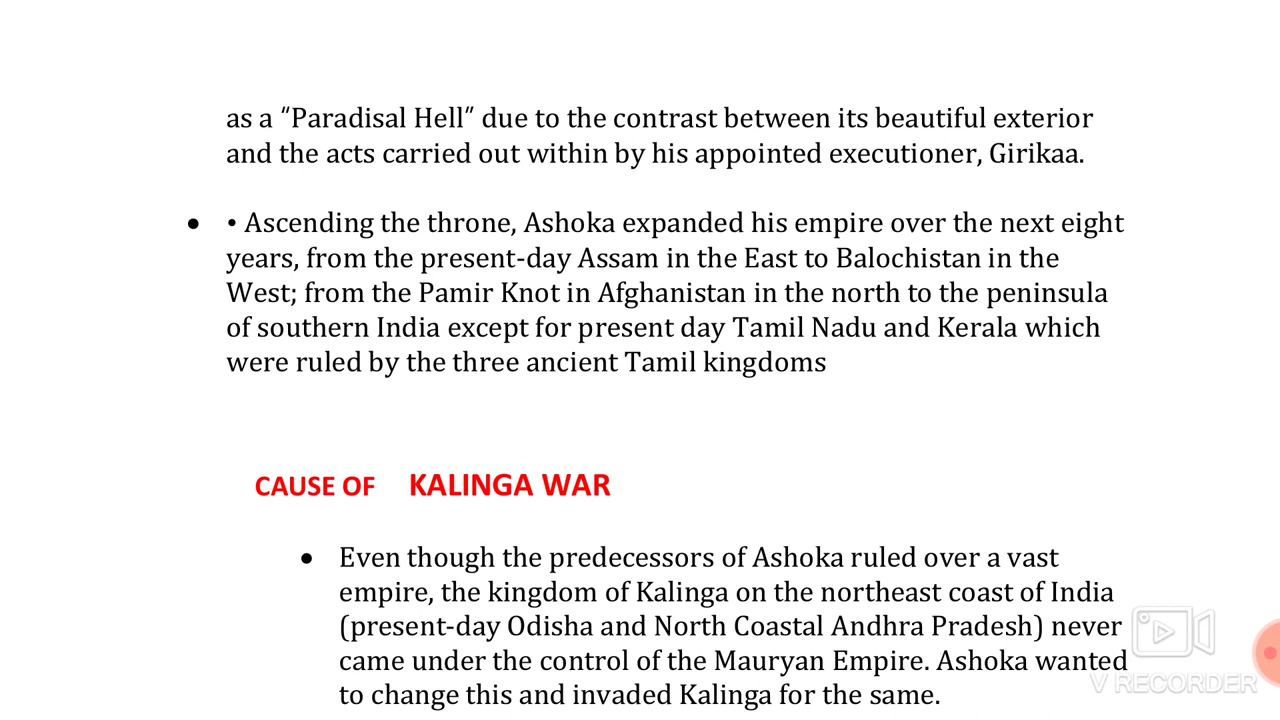 as a “Paradisal Hell” due to the contrast between its beautiful exterior
and the acts carried out within by his appointed executioner, Girikaa.
• • Ascending the throne, Ashoka expanded his empire over the next eight
years, from the present-day Assam in the East to Balochistan in the
West; from the Pamir Knot in Afghanistan in the north to the peninsula
of southern India except for present day Tamil Nadu and Kerala which
were ruled by the three ancient Tamil kingdoms
CAUSE OF KALINGA WAR
• Even though the predecessors of Ashoka ruled over a vast
empire, the kingdom of Kalinga on the northeast coast of India
(present-day Odisha and North Coastal Andhra Pradesh) never
came under the control of the Mauryan Empire. Ashoka wanted
to change this and invaded Kalinga for the same.
V RECORDER